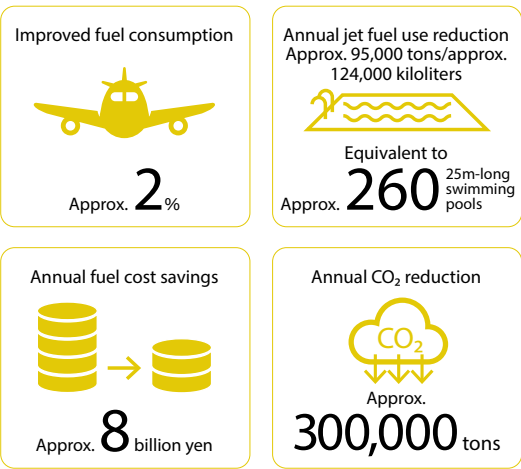 Improved fuel consumption
Approx. 2%
Annual jet fuel use reduction
Approx. 95,000 tons/approx.
124,000 kiloliters
Equivalent to
Approx. 260 25m-long
swimming
pools
Annual fuel cost savings
Approx. 8 billion yen
Annual CO₂ reduction
CO₂
Approx.
300,000 tons